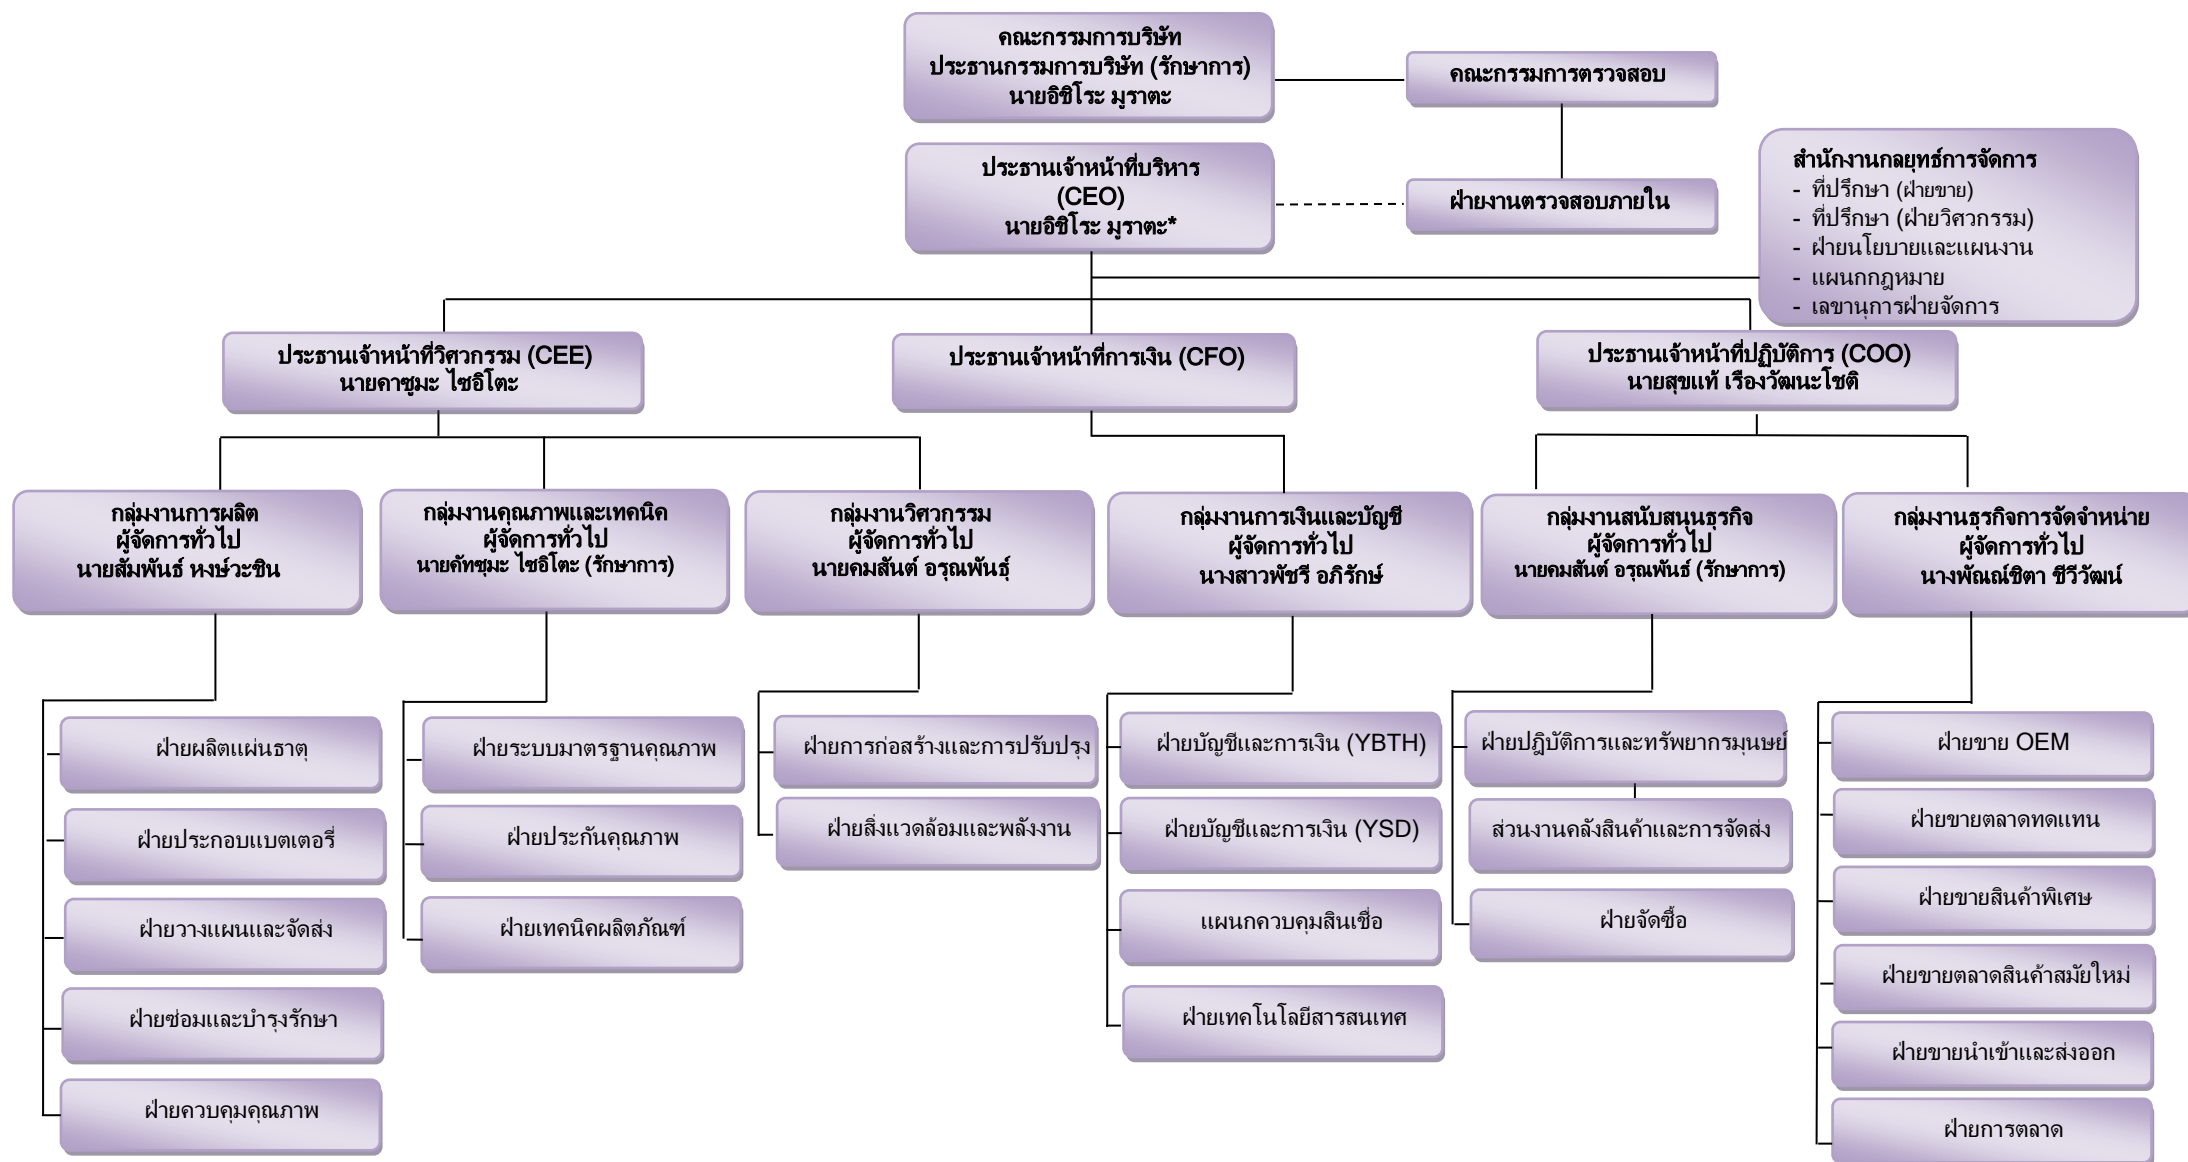 คณะกรรมการบริษัท
ประธานกรรมการบริษัท (รักษาการ)
นายอิชิโระ มูราตะ
คณะกรรมการตรวจสอบ
ประธานเจ้าหน้าที่บริหาร
(CEO)
นายอิชิโระ มูราตะ*
ฝ่ายงานตรวจสอบภายใน
สำนักงานกลยุทธ์การจัดการ
- ที่ปรึกษา (ฝ่ายขาย)
- ที่ปรึกษา (ฝ่ายวิศวกรรม)
- ฝ่ายนโยบายและแผนงาน
- แผนกกฎหมาย
- เลขานุการฝ่ายจัดการ
ประธานเจ้าหน้าที่วิศวกรรม (CEE)
นายคาซูมะ ไซอิโตะ
ประธานเจ้าหน้าที่การเงิน (CFO)
ประธานเจ้าหน้าที่ปฏิบัติการ (COO)
นายสุขแท้ เรืองวัฒนะโชติ
กลุ่มงานการผลิต
ผู้จัดการทั่วไป
นายสัมพันธ์ หงษ์วะชิน
กลุ่มงานคุณภาพและเทคนิค
ผู้จัดการทั่วไป
นายคัทซุมะ ไซอิโตะ (รักษาการ)
กลุ่มงานวิศวกรรม
ผู้จัดการทั่วไป
นายคมสันต์ อรุณพันธุ์
กลุ่มงานการเงินและบัญชี
ผู้จัดการทั่วไป
นางสาวพัชรี อภิรักษ์
กลุ่มงานสนับสนุนธุรกิจ
ผู้จัดการทั่วไป
นายคมสันต์ อรุณพันธ์ (รักษาการ)
กลุ่มงานธุรกิจการจัดจำหน่าย
ผู้จัดการทั่วไป
นางพัณณ์ชิตา ชีวีวัฒน์
ฝ่ายผลิตแผ่นธาตุ
ฝ่ายประกอบแบตเตอรี่
ฝ่ายวางแผนและจัดส่ง
ฝ่ายซ่อมและบำรุงรักษา
ฝ่ายควบคุมคุณภาพ
ฝ่ายระบบมาตรฐานคุณภาพ
ฝ่ายประกันคุณภาพ
ฝ่ายเทคนิคผลิตภัณฑ์
ฝ่ายการก่อสร้างและการปรับปรุง
ฝ่ายสิ่งแวดล้อมและพลังงาน
ฝ่ายบัญชีและการเงิน (YBTH)
ฝ่ายบัญชีและการเงิน (YSD)
แผนกควบคุมสินเชื่อ
ฝ่ายเทคโนโลยีสารสนเทศ
ฝ่ายปฎิบัติการและทรัพยากรมุนษย์
ส่วนงานคลังสินค้าและการจัดส่ง
ฝ่ายจัดซื้อ
ฝ่ายขาย OEM
ฝ่ายขายตลาดทดแทน
ฝ่ายขายสินค้าพิเศษ
ฝ่ายขายตลาดสินค้าสมัยใหม่
ฝ่ายขายนำเข้าและส่งออก
ฝ่ายการตลาด